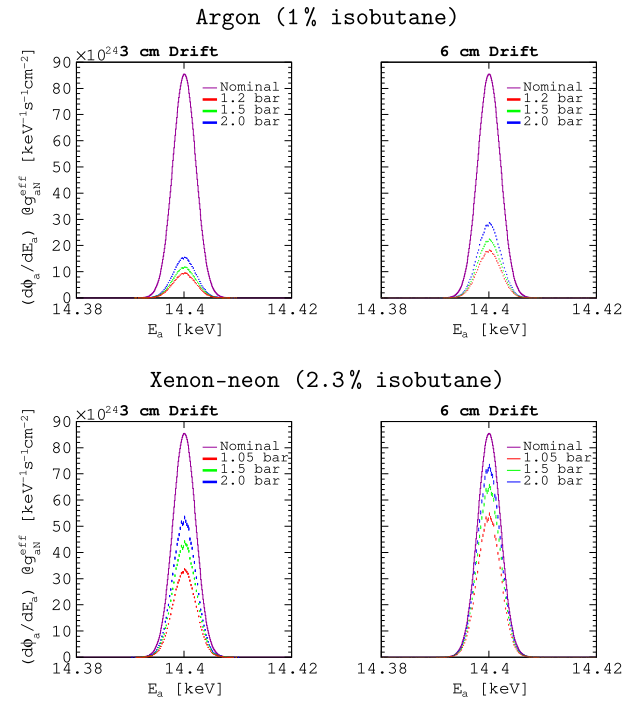 Argon (1% isobutane)
×10²⁴ 3 cm Drift
6 cm Drift
(dϕₐ/dEₐ) @g_aN^eff [keV⁻¹s⁻¹cm⁻²]
90
80
70
60
50
40
30
20
10
0
Nominal
1.2 bar
1.5 bar
2.0 bar
Nominal
1.2 bar
1.5 bar
2.0 bar
14.38
14.4
14.42
14.38
14.4
14.42
Eₐ [keV]
Eₐ [keV]
Xenon-neon (2.3% isobutane)
×10²⁴ 3 cm Drift
6 cm Drift
(dϕₐ/dEₐ) @g_aN^eff [keV⁻¹s⁻¹cm⁻²]
90
80
70
60
50
40
30
20
10
0
Nominal
1.05 bar
1.5 bar
2.0 bar
Nominal
1.05 bar
1.5 bar
2.0 bar
14.38
14.4
14.42
14.38
14.4
14.42
Eₐ [keV]
Eₐ [keV]